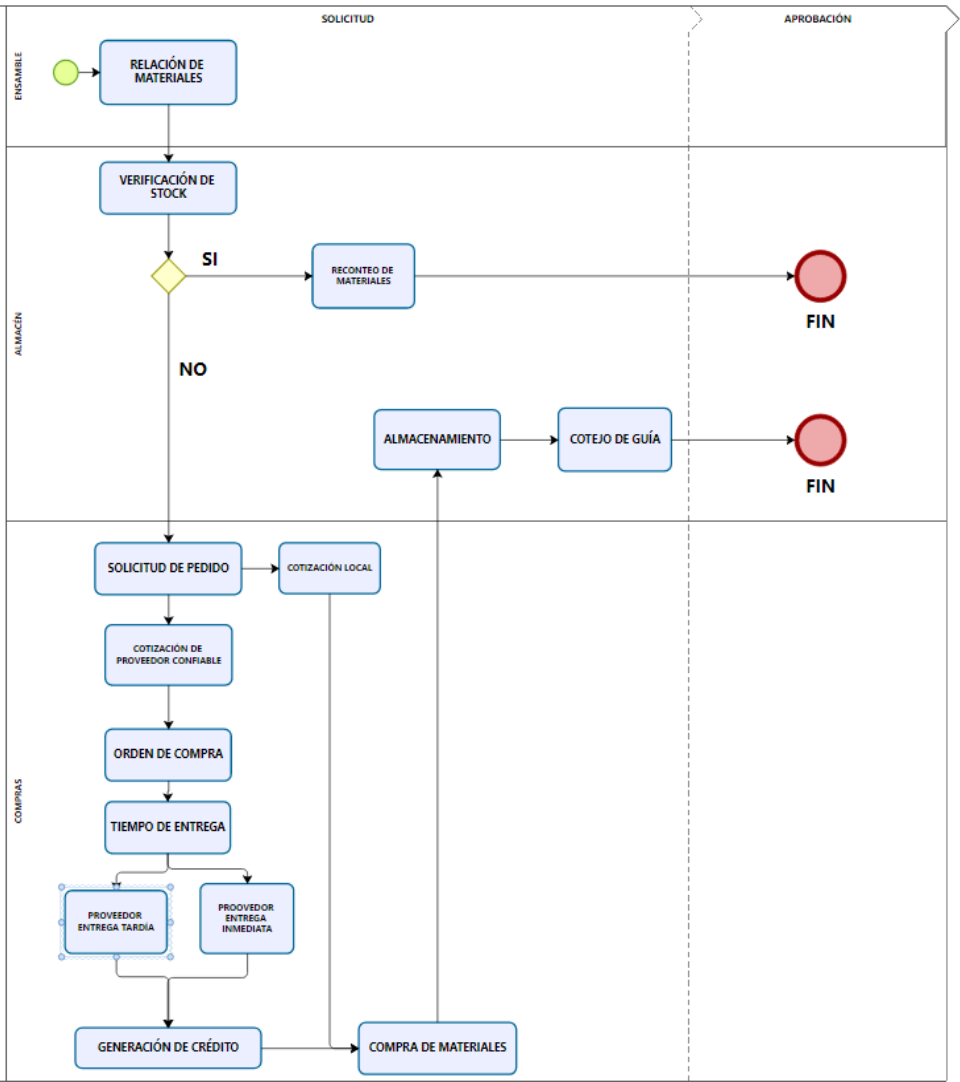 SOLICITUD
APROBACIÓN
ENSAMBLE
RELACIÓN DE
MATERIALES
ALMACÉN
VERIFICACIÓN DE
STOCK
SI
RECONTEO DE
MATERIALES
FIN
NO
ALMACENAMIENTO
COTEJO DE GUÍA
FIN
COMPRAS
SOLICITUD DE PEDIDO
COTIZACIÓN LOCAL
COTIZACIÓN DE
PROVEEDOR CONFIABLE
ORDEN DE COMPRA
TIEMPO DE ENTREGA
PROVEEDOR
ENTREGA TARDÍA
PROOVEDOR
ENTREGA
INMEDIATA
GENERACIÓN DE CRÉDITO
COMPRA DE MATERIALES